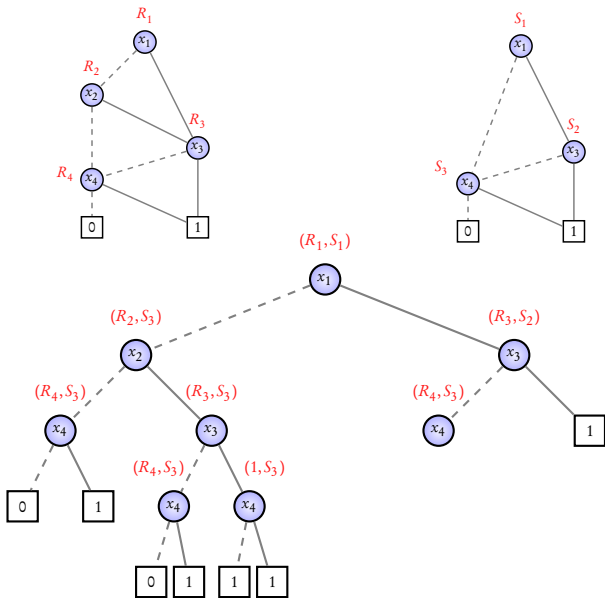 R₁ S₁
x₁ x₁
R₂
x₂ R₃ S₂
x₃ x₃
R₄ x₄ S₃ x₄
0 1 0 1
(R₁, S₁)
x₁
(R₂, S₃) (R₃, S₂)
x₂ x₃
(R₄, S₃) (R₃, S₃) (R₄, S₃)
x₄ x₃ x₄ 1
(R₄, S₃) (1, S₃)
0 1 x₄ x₄
0 1 1 1